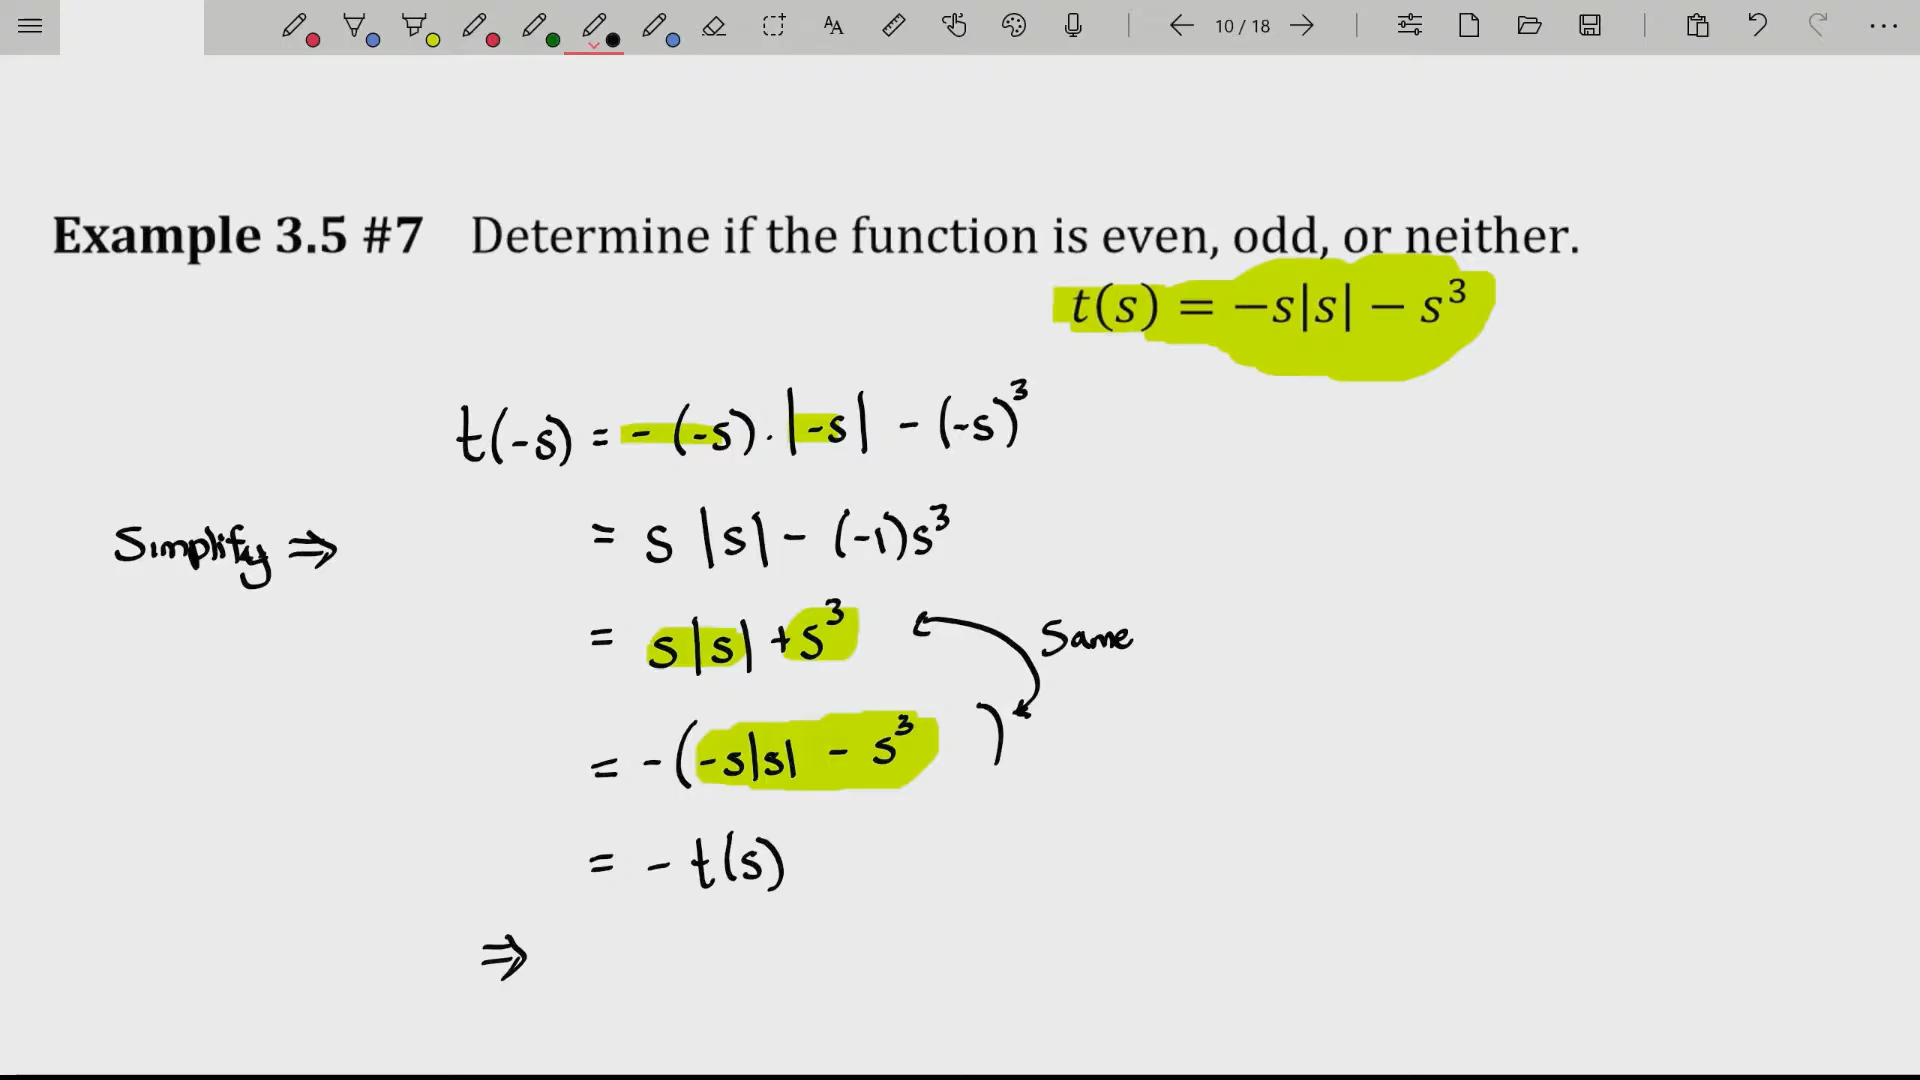 10 / 18
Example 3.5 #7 Determine if the function is even, odd, or neither.
t(s) = −s|s| − s³
t(-s) = - (-s) · |-s| - (-s)³
Simplify ⇒ = s |s| - (-1)s³
= s|s| + s³ Same
= - (-s|s| - s³ )
= - t(s)
⇒